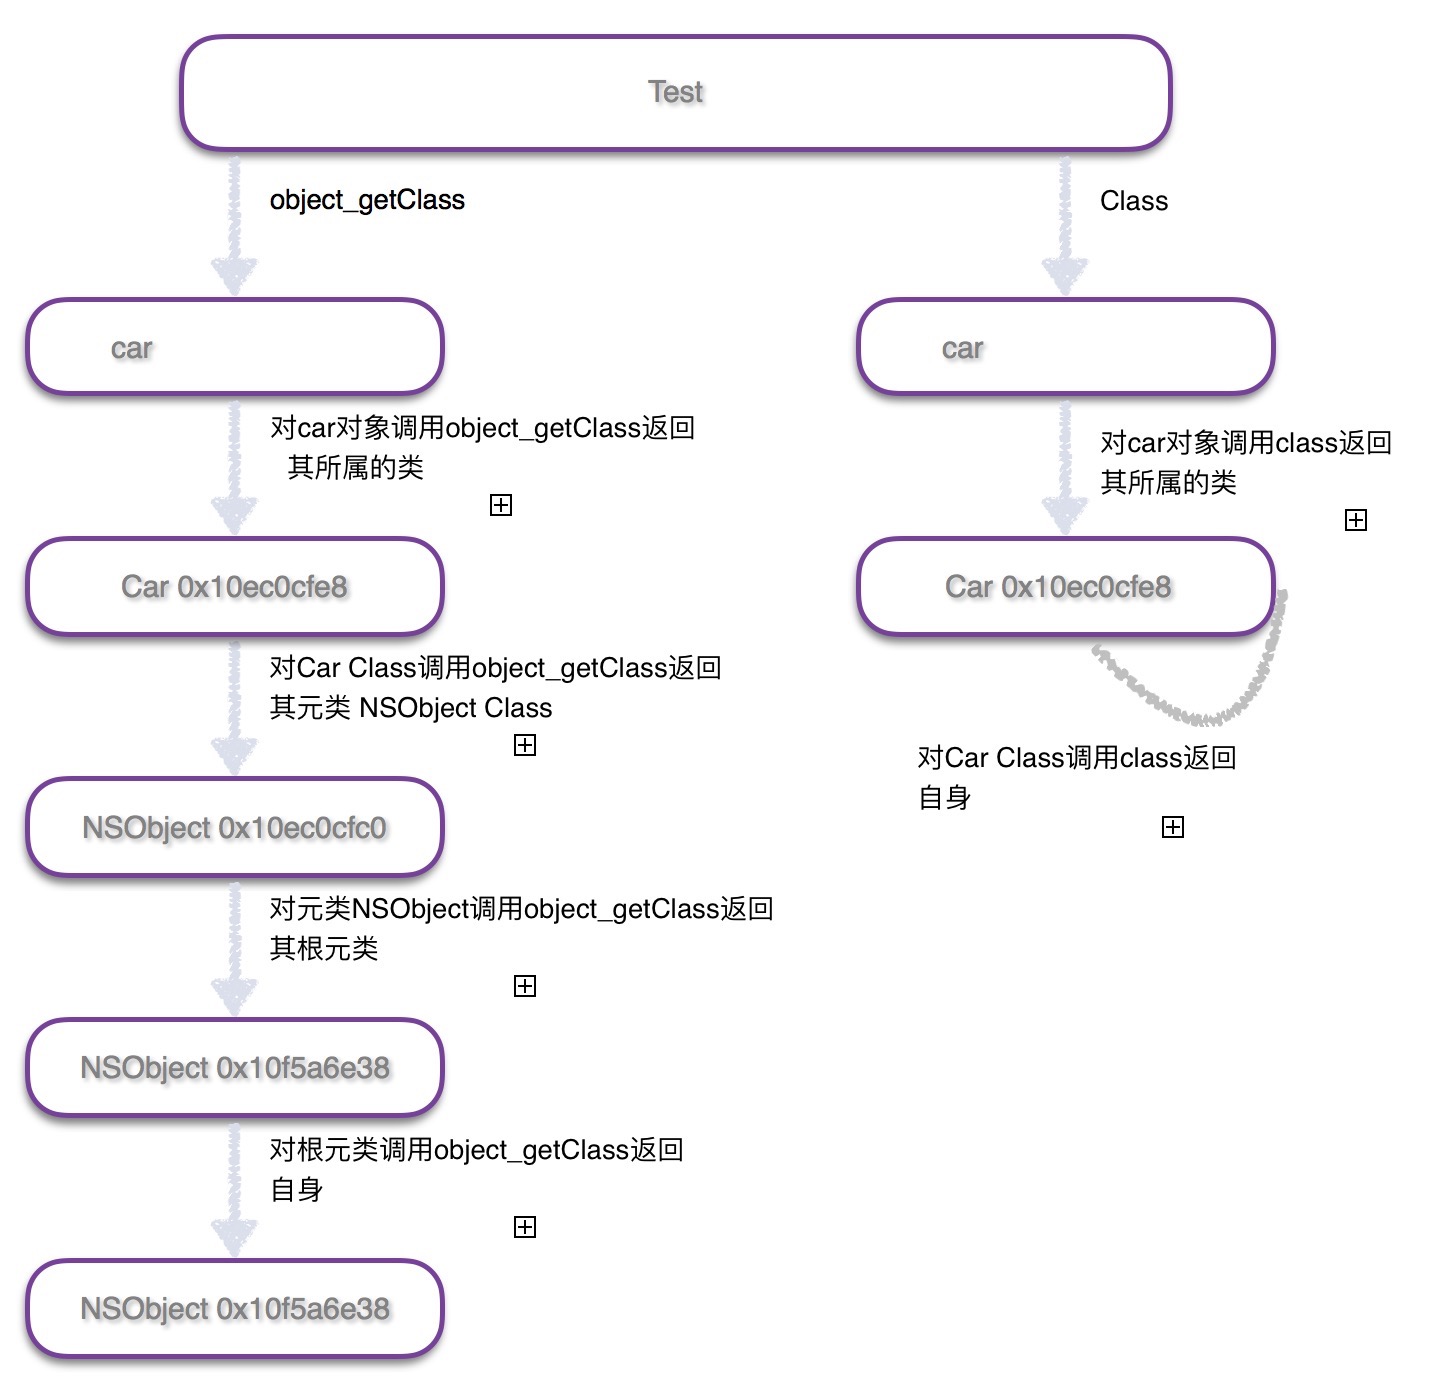 Test
object_getClass
Class
car
car
对car对象调用object_getClass返回
其所属的类
对car对象调用class返回
其所属的类
Car 0x10ec0cfe8
Car 0x10ec0cfe8
对Car Class调用object_getClass返回
其元类 NSObject Class
对Car Class调用class返回
自身
NSObject 0x10ec0cfc0
对元类NSObject调用object_getClass返回
其根元类
NSObject 0x10f5a6e38
对根元类调用object_getClass返回
自身
NSObject 0x10f5a6e38